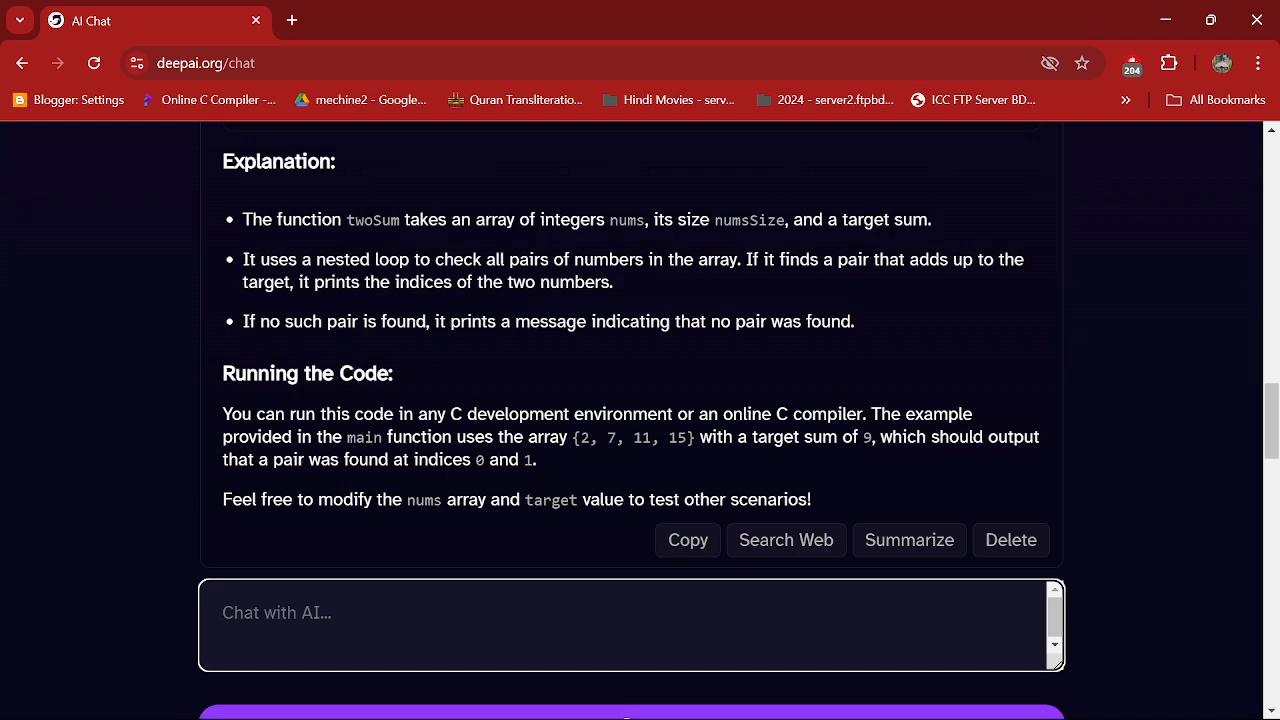 AI Chat
deepai.org/chat
204
Blogger: Settings
Online C Compiler -...
mechine2 - Google...
Quran Transliteratio...
Hindi Movies - serv...
2024 - server2.ftpbd...
ICC FTP Server BD...
»
All Bookmarks
Explanation:
• The function twoSum takes an array of integers nums, its size numsSize, and a target sum.
• It uses a nested loop to check all pairs of numbers in the array. If it finds a pair that adds up to the
target, it prints the indices of the two numbers.
• If no such pair is found, it prints a message indicating that no pair was found.
Running the Code:
You can run this code in any C development environment or an online C compiler. The example
provided in the main function uses the array {2, 7, 11, 15} with a target sum of 9, which should output
that a pair was found at indices 0 and 1.
Feel free to modify the nums array and target value to test other scenarios!
Copy
Search Web
Summarize
Delete
Chat with AI...